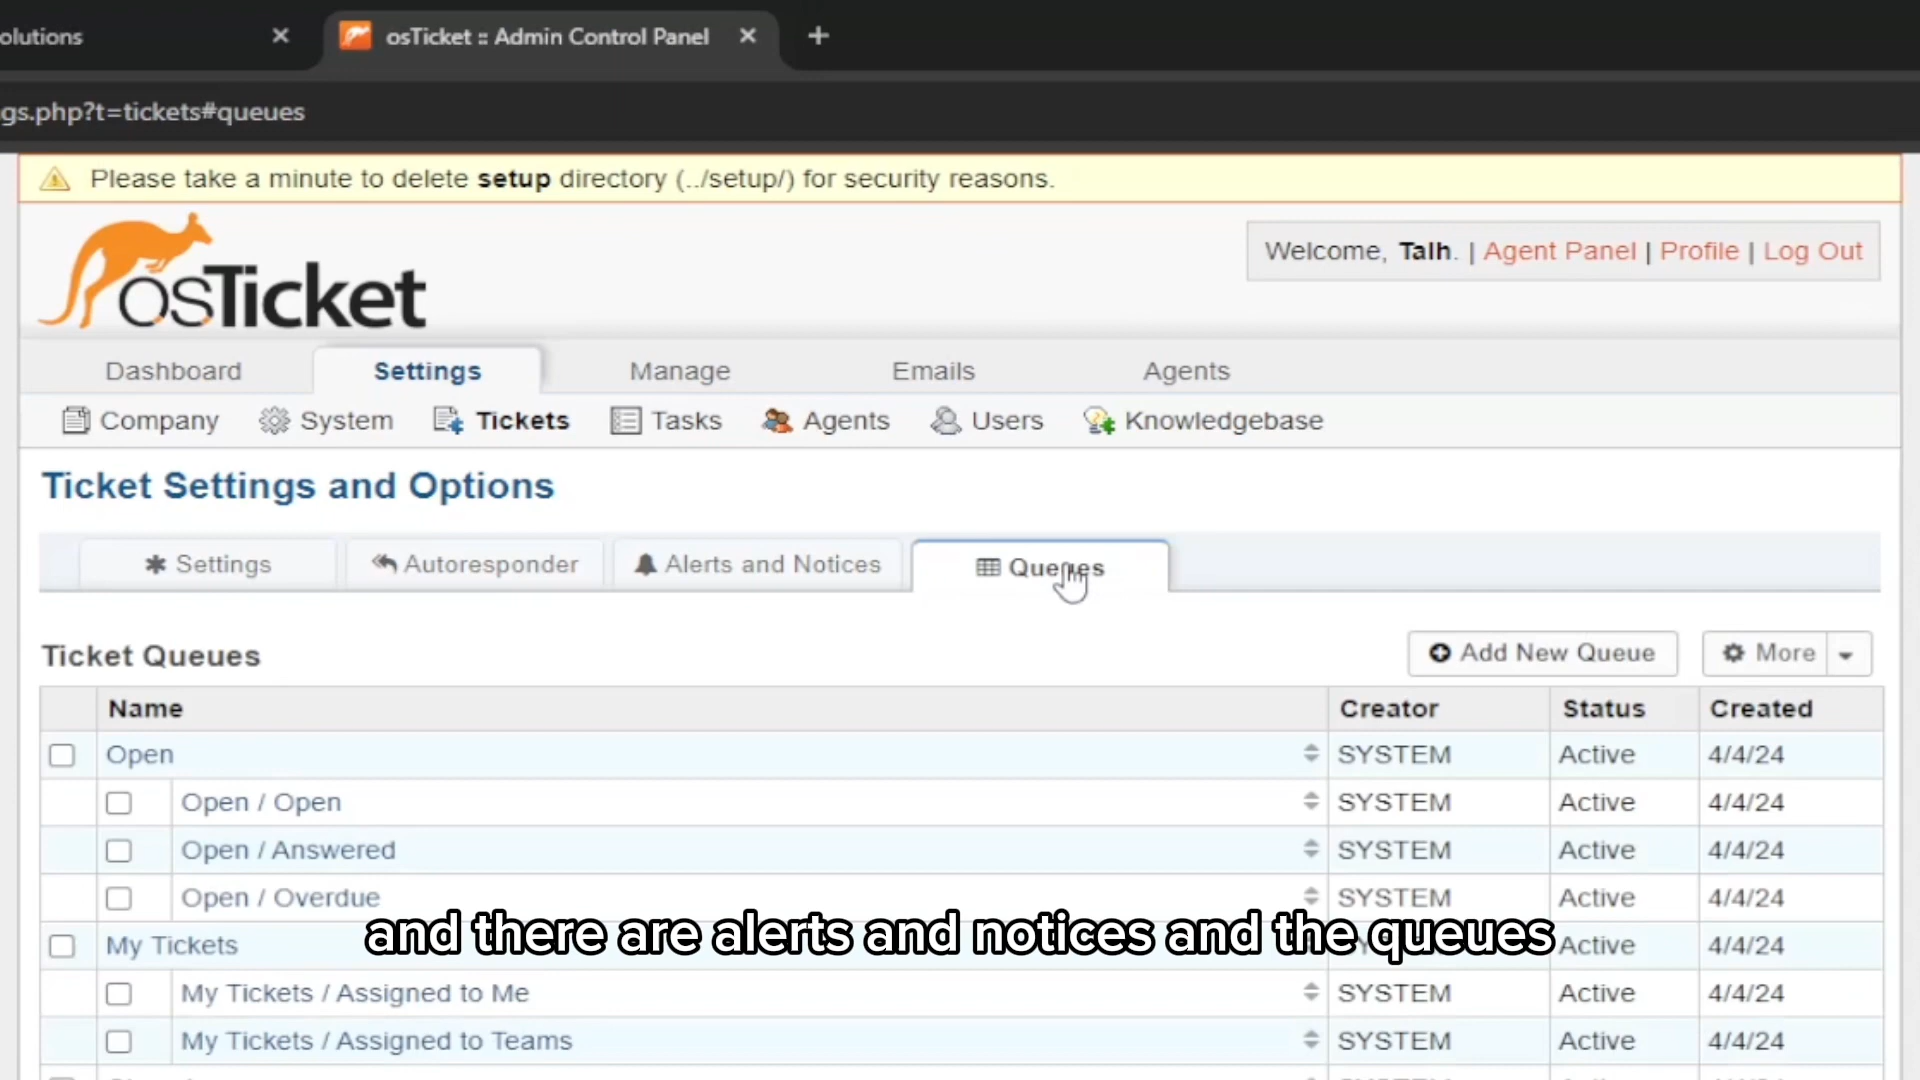 olutions
osTicket :: Admin Control Panel
gs.php?t=tickets#queues
Please take a minute to delete setup directory (../setup/) for security reasons.
osTicket
Welcome, Talh. | Agent Panel | Profile | Log Out
Dashboard Settings Manage Emails Agents
Company System Tickets Tasks Agents Users Knowledgebase
Ticket Settings and Options
Settings Autoresponder Alerts and Notices Queues
Ticket Queues Add New Queue More
Name Creator Status Created
Open SYSTEM Active 4/4/24
Open / Open SYSTEM Active 4/4/24
Open / Answered SYSTEM Active 4/4/24
Open / Overdue SYSTEM Active 4/4/24
My Tickets Active 4/4/24
and there are alerts and notices and the queues
My Tickets / Assigned to Me SYSTEM Active 4/4/24
My Tickets / Assigned to Teams SYSTEM Active 4/4/24